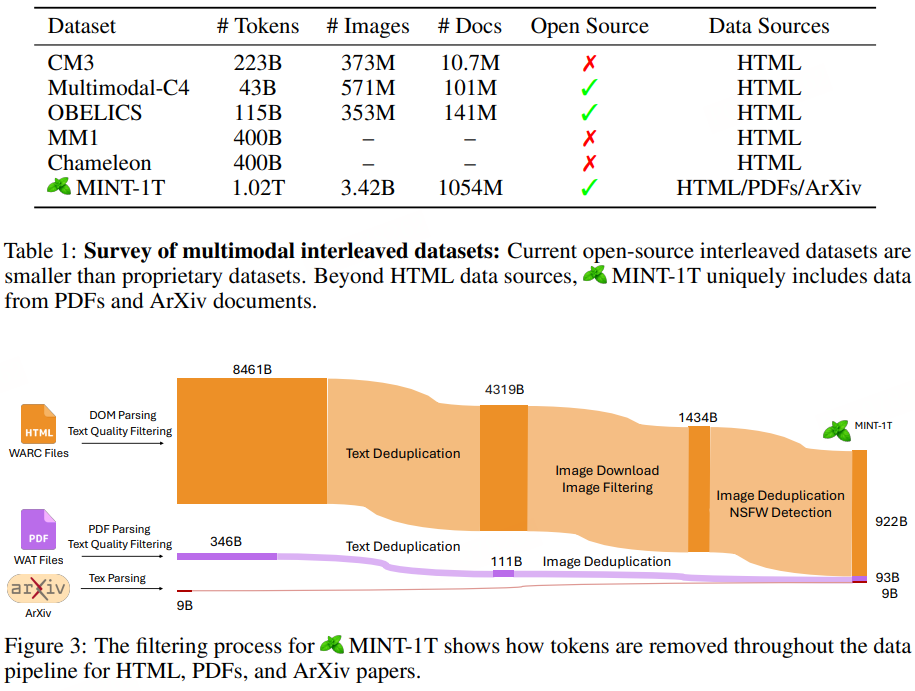 Dataset # Tokens # Images # Docs Open Source Data Sources
CM3 223B 373M 10.7M ✗ HTML
Multimodal-C4 43B 571M 101M ✓ HTML
OBELICS 115B 353M 141M ✓ HTML
MM1 400B – – ✗ HTML
Chameleon 400B – – ✗ HTML
MINT-1T 1.02T 3.42B 1054M ✓ HTML/PDFs/ArXiv
Table 1: Survey of multimodal interleaved datasets: Current open-source interleaved datasets are
smaller than proprietary datasets. Beyond HTML data sources, MINT-1T uniquely includes data
from PDFs and ArXiv documents.
8461B
4319B
1434B
MINT-1T
HTML
WARC Files
DOM Parsing
Text Quality Filtering
Text Deduplication
Image Download
Image Filtering
Image Deduplication
NSFW Detection
922B
PDF
WAT Files
PDF Parsing
Text Quality Filtering
346B
Text Deduplication
111B
Image Deduplication
93B
arXiv
ArXiv
Tex Parsing
9B
9B
Figure 3: The filtering process for MINT-1T shows how tokens are removed throughout the data
pipeline for HTML, PDFs, and ArXiv papers.